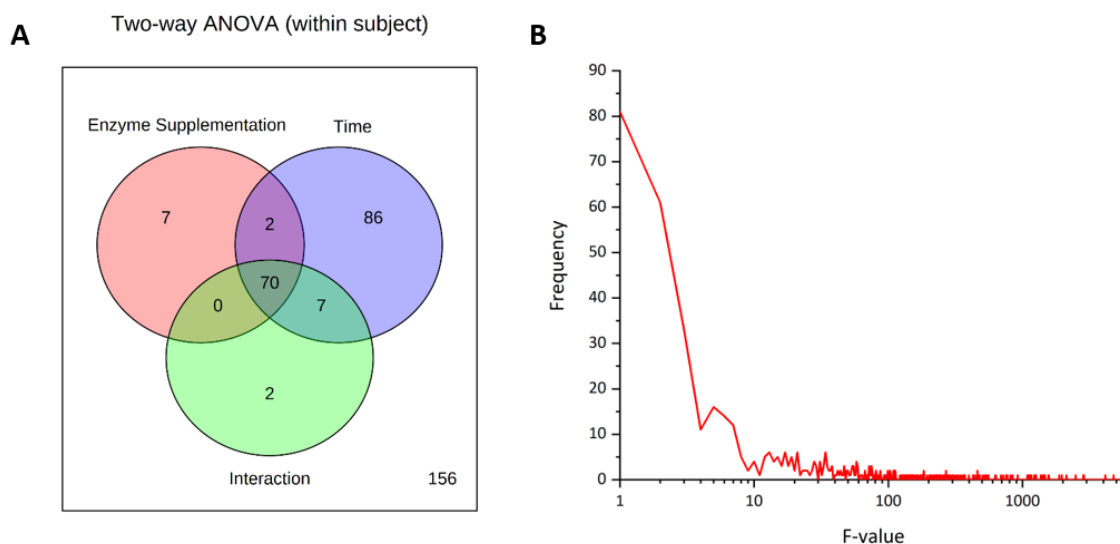 A
Two-way ANOVA (within subject)
Enzyme Supplementation
Time
7
2
86
70
0
7
2
Interaction
156
B
90
80
70
60
50
40
30
20
10
0
Frequency
1
10
100
1000
F-value